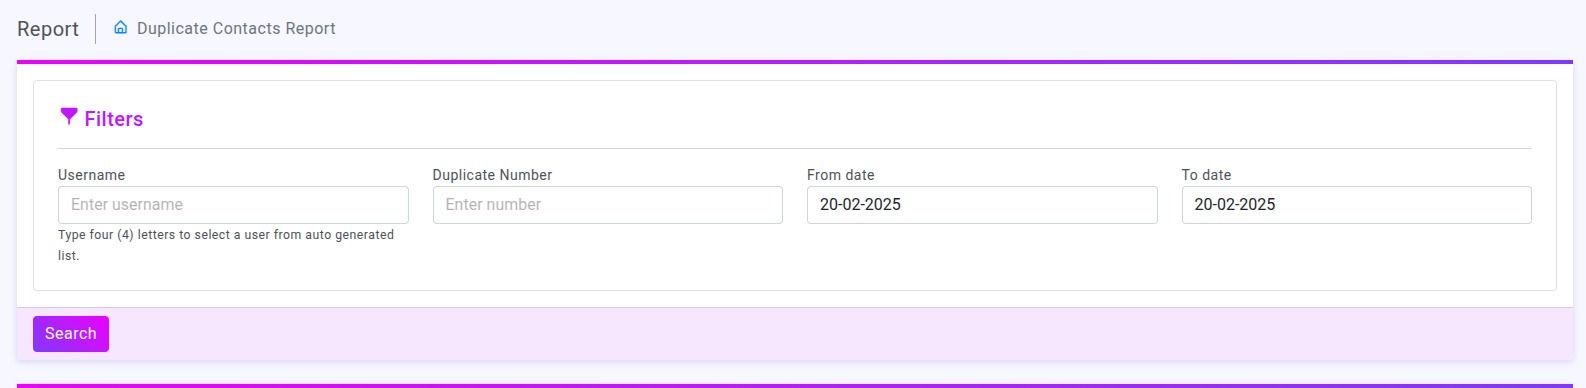 Report
Duplicate Contacts Report
Filters
Username
Duplicate Number
From date
To date
Enter username
Enter number
20-02-2025
20-02-2025
Type four (4) letters to select a user from auto generated
list.
Search